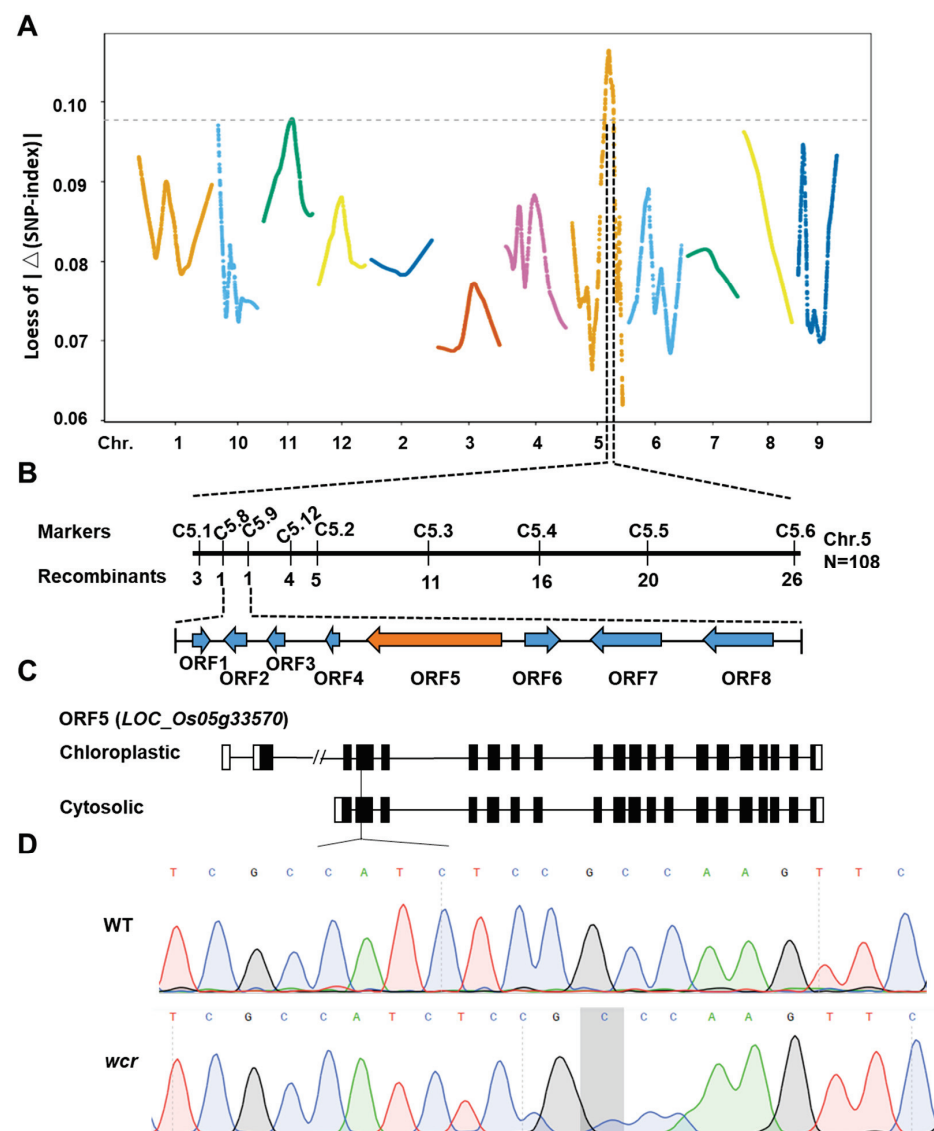 A
Loess of |△(SNP-index)|
0.10
0.09
0.08
0.07
0.06
Chr. 1 10 11 12 2 3 4 5 6 7 8 9
B
Markers C5.1 C5.8 C5.9 C5.12 C5.2 C5.3 C5.4 C5.5 C5.6 Chr.5
N=108
Recombinants 3 1 1 4 5 11 16 20 26
ORF1 ORF2 ORF3 ORF4 ORF5 ORF6 ORF7 ORF8
C
ORF5 (LOC_Os05g33570)
Chloroplastic //
Cytosolic
D
T C G C C A T C T C C G C C A A G T T C
WT
T C G C C A T C T C C G C C C A A G T T C
wcr